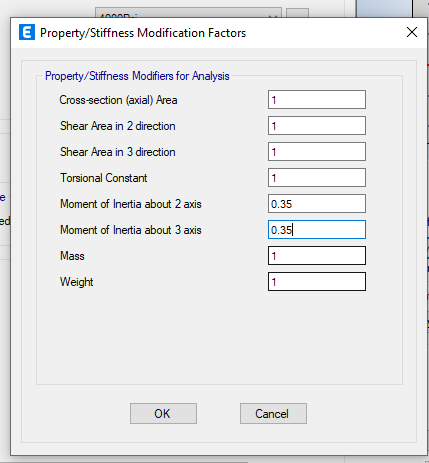 4000Psi
E Property/Stiffness Modification Factors
Property/Stiffness Modifiers for Analysis
Cross-section (axial) Area 1
Shear Area in 2 direction 1
Shear Area in 3 direction 1
Torsional Constant 1
Moment of Inertia about 2 axis 0.35
Moment of Inertia about 3 axis 0.35
Mass 1
Weight 1
OK Cancel